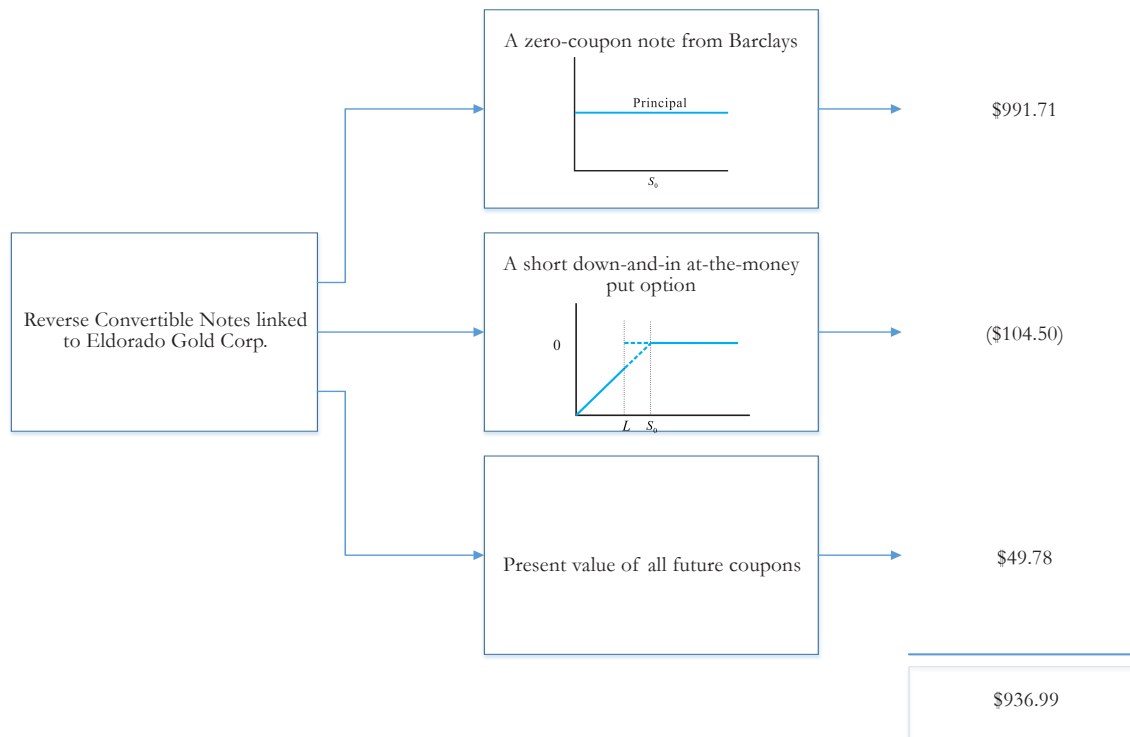 A zero-coupon note from Barclays
Principal
S₀
$991.71
Reverse Convertible Notes linked
to Eldorado Gold Corp.
A short down-and-in at-the-money
put option
0
L S₀
($104.50)
Present value of all future coupons
$49.78
$936.99